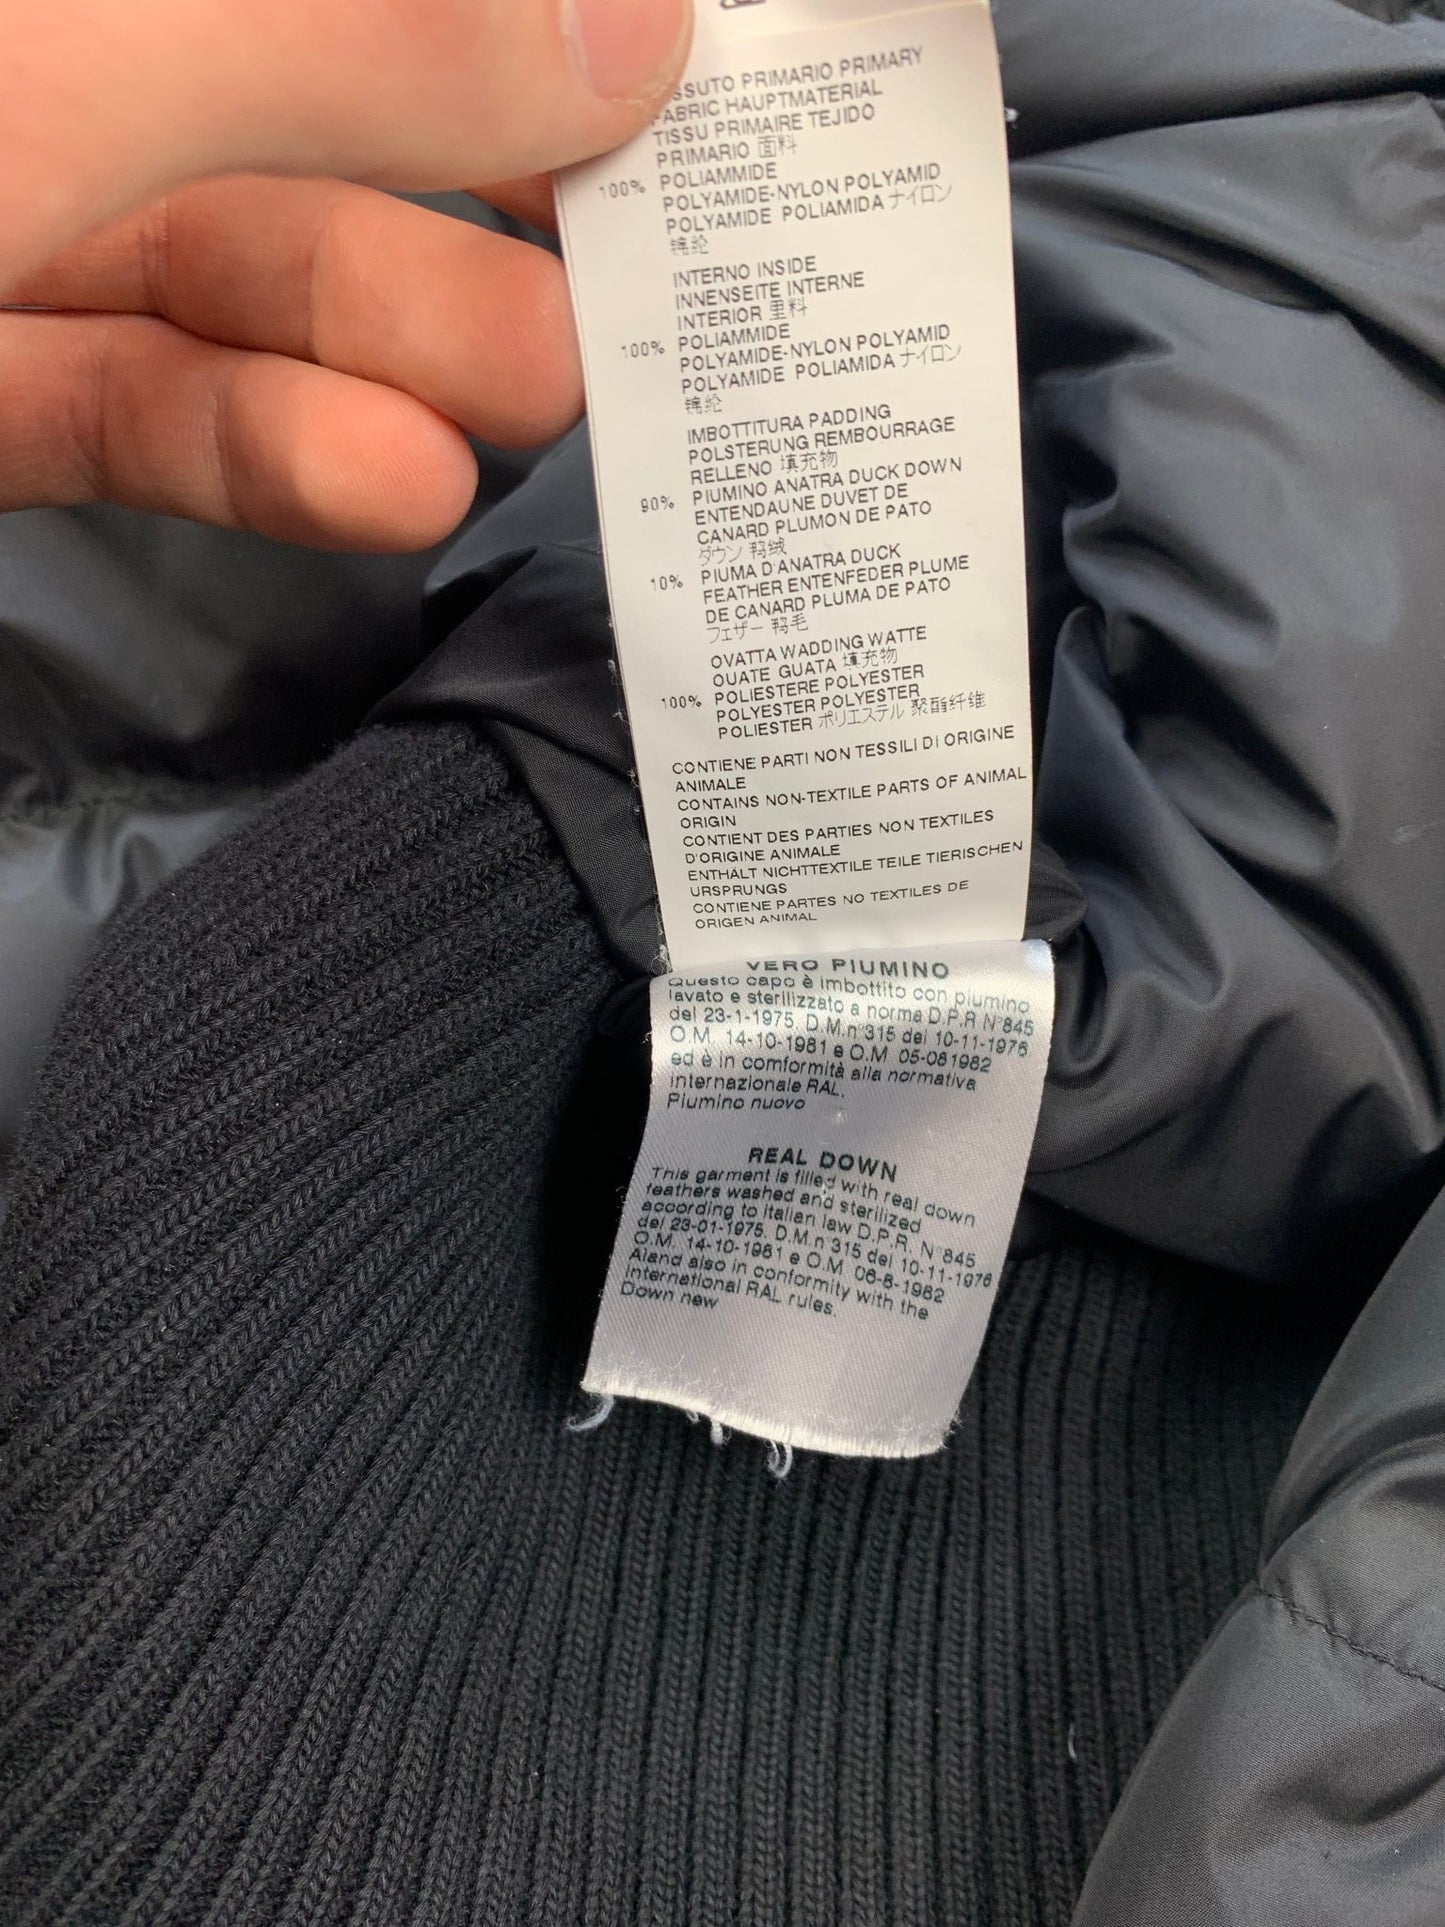 SSUTO PRIMARIO PRIMARY
FABRIC HAUPTMATERIAL
TISSU PRIMAIRE TEJIDO
PRIMARIO 面料
100% POLIAMMIDE
POLYAMIDE-NYLON POLYAMID
POLYAMIDE POLIAMIDA ナイロン
锦纶
INTERNO INSIDE
INNENSEITE INTERNE
INTERIOR 里料
100% POLIAMMIDE
POLYAMIDE-NYLON POLYAMID
POLYAMIDE POLIAMIDA ナイロン
锦纶
IMBOTTITURA PADDING
POLSTERUNG REMBOURRAGE
RELLENO 填充物
90% PIUMINO ANATRA DUCK DOWN
ENTENDAUNE DUVET DE
CANARD PLUMON DE PATO
ダウン 鸭绒
10% PIUMA D'ANATRA DUCK
FEATHER ENTENFEDER PLUME
DE CANARD PLUMA DE PATO
フェザー 鸭毛
OVATTA WADDING WATTE
OUATE GUATA 填充物
100% POLIESTERE POLYESTER
POLYESTER POLYESTER
POLIESTER ポリエステル 聚酯纤维
CONTIENE PARTI NON TESSILI DI ORIGINE
ANIMALE
CONTAINS NON-TEXTILE PARTS OF ANIMAL
ORIGIN
CONTIENT DES PARTIES NON TEXTILES
D'ORIGINE ANIMALE
ENTHÄLT NICHTTEXTILE TEILE TIERISCHEN
URSPRUNGS
CONTIENE PARTES NO TEXTILES DE
ORIGEN ANIMAL
VERO PIUMINO
Questo capo è imbottito con piumino
lavato e sterilizzato a norma D.P.R N°845
del 23-1-1975. D.M.n°315 del 10-11-1976
O.M. 14-10-1981 e O.M 05-081982
ed è in comformità alla normativa
internazionale RAL.
Piumino nuovo
REAL DOWN
This garment is filled with real down
feathers washed and sterilized
according to italian law D.P.R. N°845
del 23-01-1975. D.M.n°315 del 10-11-1976
O.M. 14-10-1981 e O.M 06-8-1982
Aland also in conformity with the
International RAL rules.
Down new